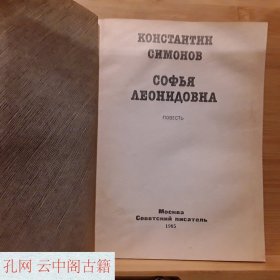 КОНСТАНТИН
СИМОНОВ
СОФЬЯ
ЛЕОНИДОВНА
ПОВЕСТЬ
Москва
Советский писатель
1985
孔网 云中阁古籍